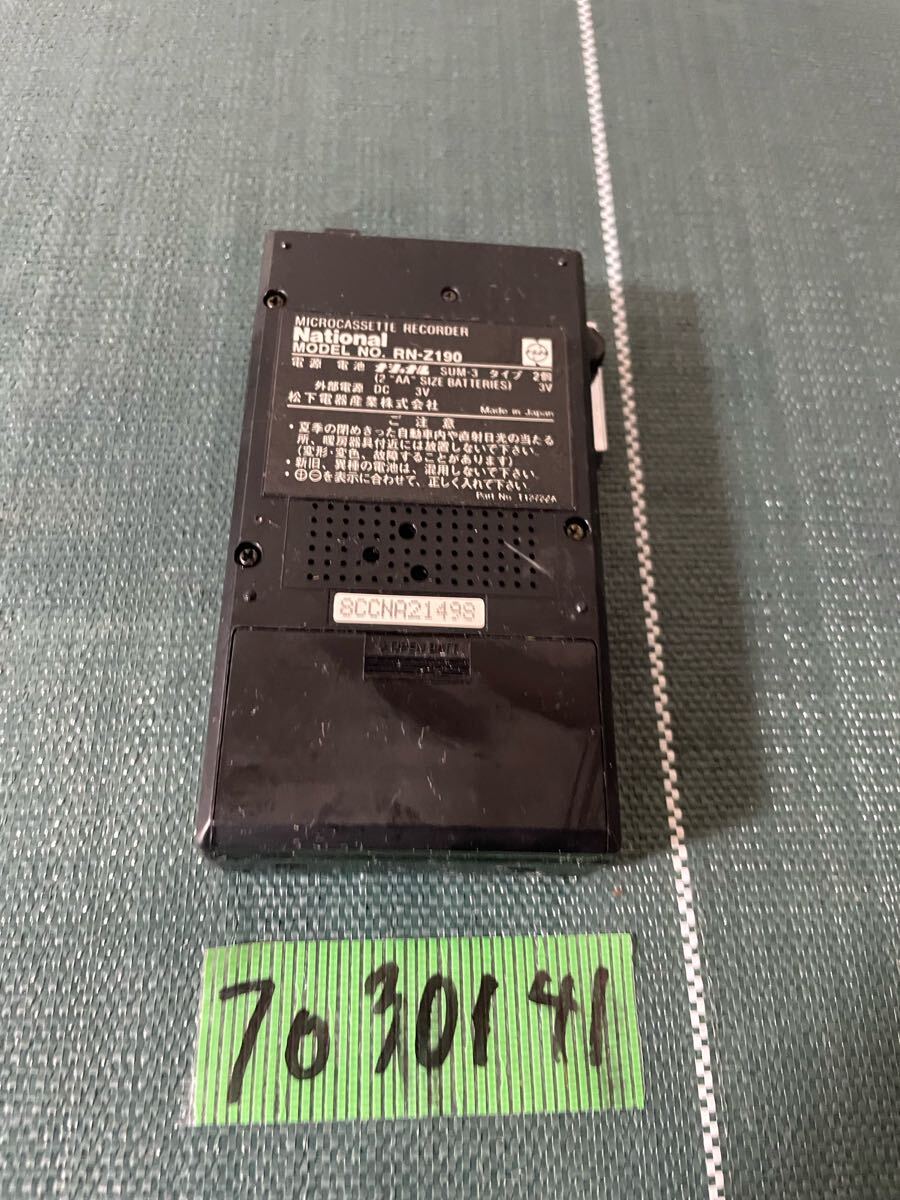 MICROCASSETTE RECORDER
National
MODEL NO. RN-Z190
電源 電池 ナショナル SUM-3 タイプ 2個
(2 "AA" SIZE BATTERIES) 3V
外部電源 DC 3V
松下電器産業株式会社 Made in Japan
ご注意
・夏季の閉めきった自動車内や直射日光の当たる
所、暖房器具付近には放置しないで下さい。
(変形・変色、故障することがあります)
・新旧、異種の電池は、混用しないで下さい。
・⊕⊖を表示に合わせて、正しく入れて下さい。
Part No. 112722A
8CCNA21498
OPEN
7030141